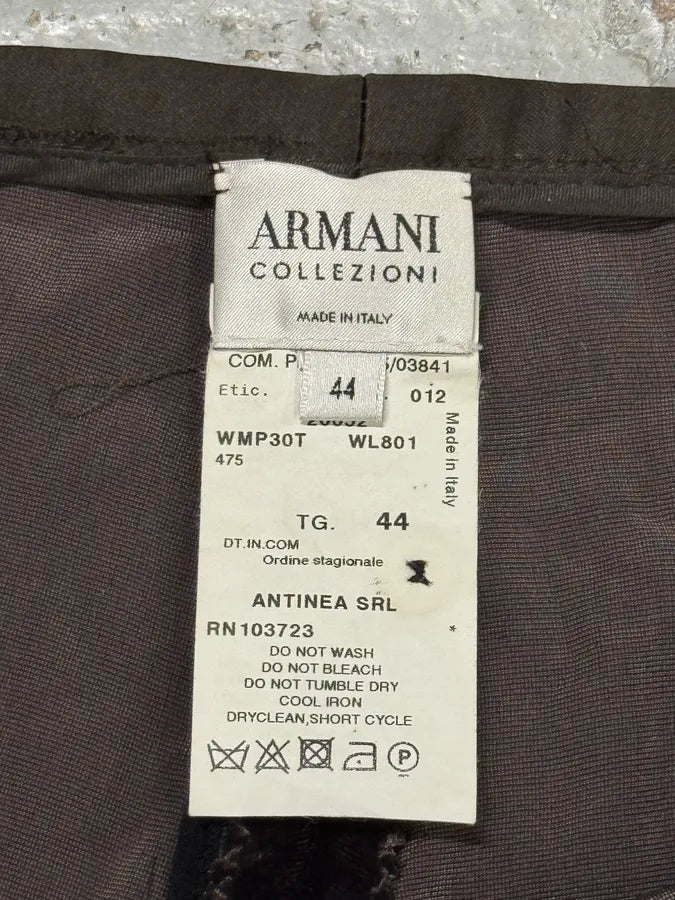 ARMANI
COLLEZIONI
MADE IN ITALY
COM. P /03841
Etic. 44 012
WMP30T WL801
475
Made in Italy
TG. 44
DT.IN.COM
Ordine stagionale
ANTINEA SRL
RN103723 *
DO NOT WASH
DO NOT BLEACH
DO NOT TUMBLE DRY
COOL IRON
DRYCLEAN,SHORT CYCLE
P